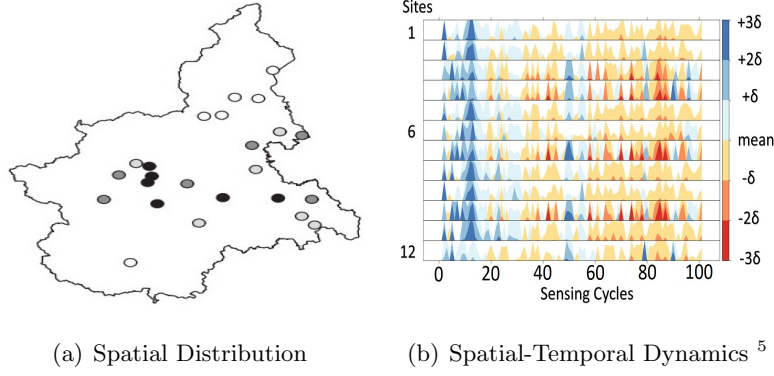 Sites
1
6
12
0 20 40 60 80 100
Sensing Cycles
+3δ
+2δ
+δ
mean
-δ
-2δ
-3δ
(a) Spatial Distribution
(b) Spatial-Temporal Dynamics 5